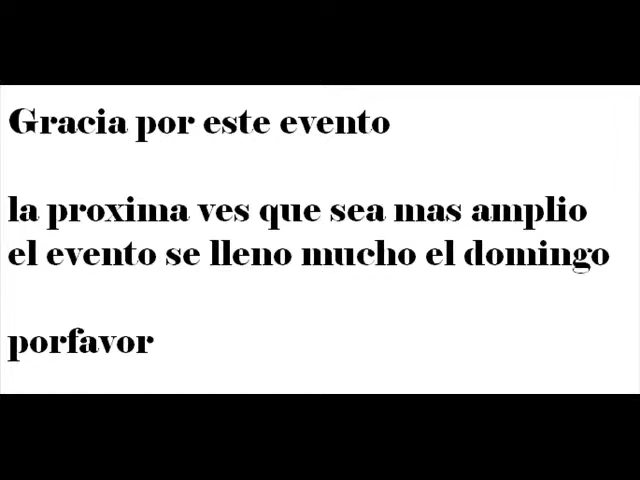 Gracia por este evento
la proxima ves que sea mas amplio
el evento se lleno mucho el domingo
porfavor